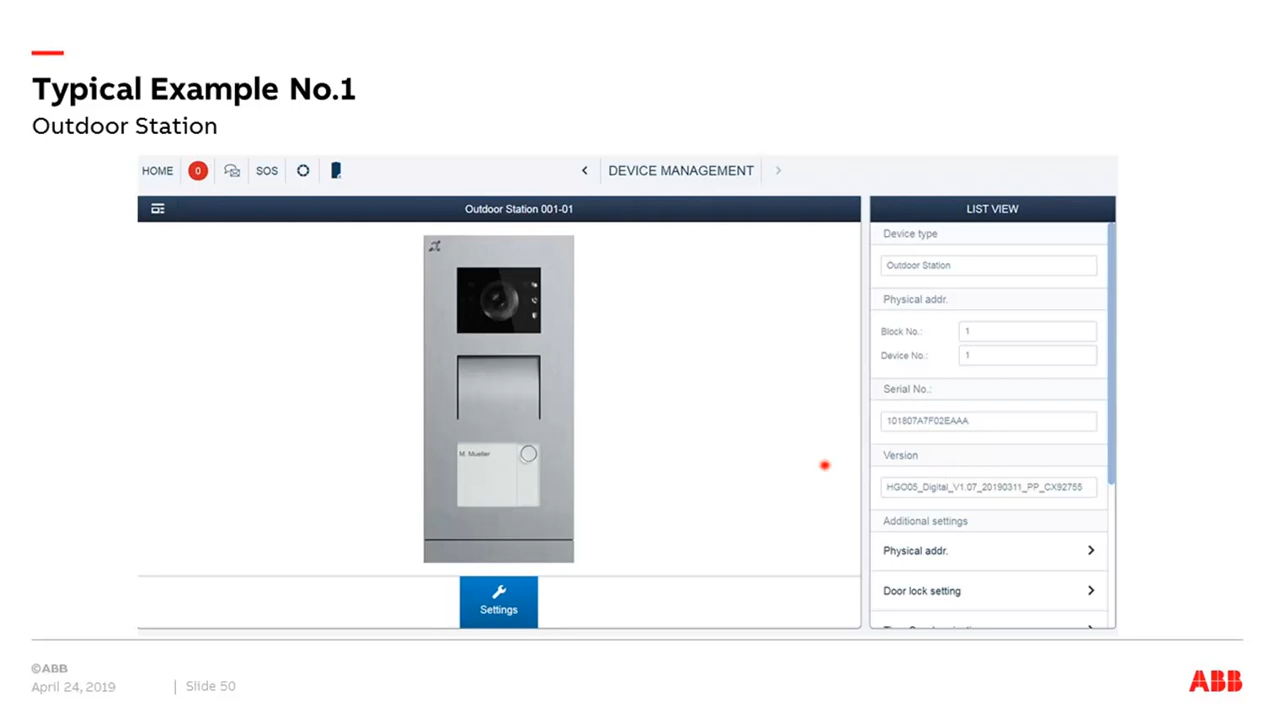 Typical Example No.1
Outdoor Station
HOME 0 SOS DEVICE MANAGEMENT
Outdoor Station 001-01
LIST VIEW
Device type
Outdoor Station
Physical addr.
Block No.: 1
Device No.: 1
Serial No.:
101807A7F02EAAA
Version
HGO05_Digital_V1.07_20190311_PP_CX92755
Additional settings
Physical addr.
Door lock setting
M. Mueller
Settings
©ABB
April 24, 2019 | Slide 50
ABB